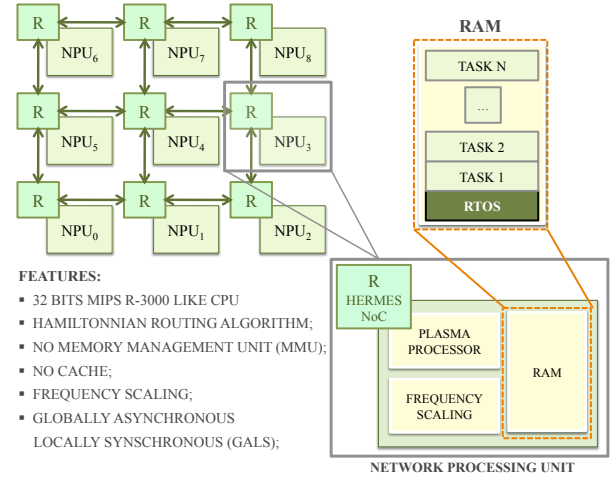 R
R
R
NPU6
NPU7
NPU8
R
R
R
NPU5
NPU4
NPU3
R
R
R
NPU0
NPU1
NPU2
RAM
TASK N
...
TASK 2
TASK 1
RTOS
FEATURES:
▪ 32 BITS MIPS R-3000 LIKE CPU
▪ HAMILTONNIAN ROUTING ALGORITHM;
▪ NO MEMORY MANAGEMENT UNIT (MMU);
▪ NO CACHE;
▪ FREQUENCY SCALING;
▪ GLOBALLY ASYNCHRONOUS
LOCALLY SYNSCHRONOUS (GALS);
R
HERMES
NoC
PLASMA
PROCESSOR
FREQUENCY
SCALING
RAM
NETWORK PROCESSING UNIT